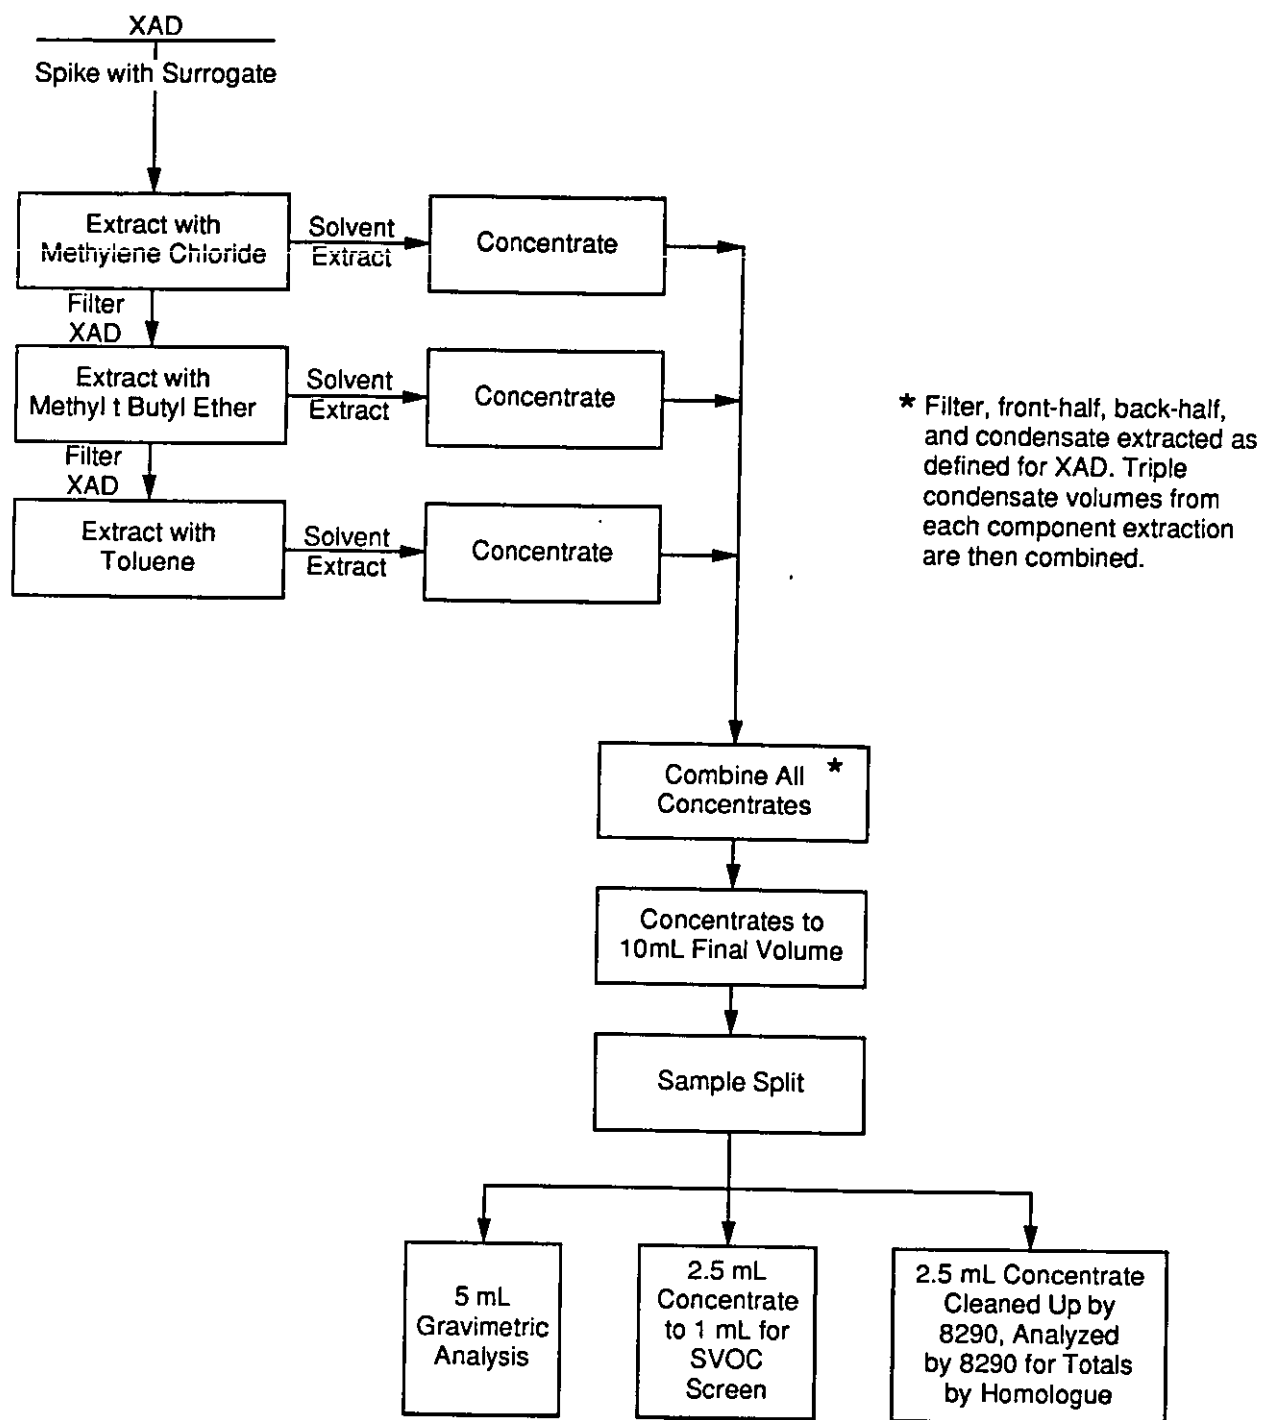 XAD
Spike with Surrogate
Extract with
Methylene Chloride
Solvent
Extract
Concentrate
Filter
XAD
Extract with
Methyl t Butyl Ether
Solvent
Extract
Concentrate
Filter
XAD
Extract with
Toluene
Solvent
Extract
Concentrate
* Filter, front-half, back-half,
and condensate extracted as
defined for XAD. Triple
condensate volumes from
each component extraction
are then combined.
Combine All *
Concentrates
Concentrates to
10mL Final Volume
Sample Split
5 mL
Gravimetric
Analysis
2.5 mL
Concentrate
to 1 mL for
SVOC
Screen
2.5 mL Concentrate
Cleaned Up by
8290, Analyzed
by 8290 for Totals
by Homologue